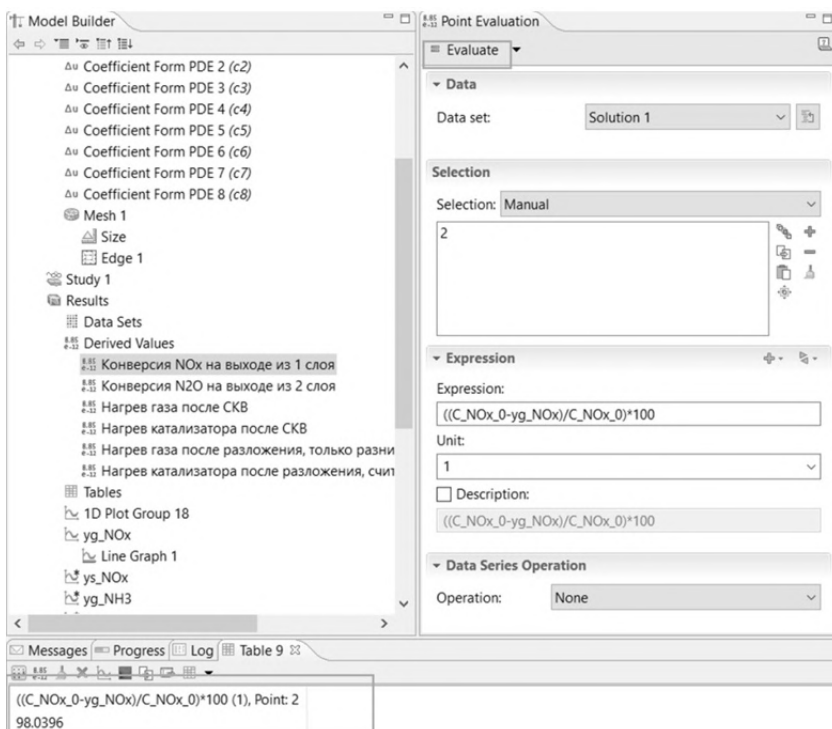 Model Builder
Coefficient Form PDE 2 (c2)
Coefficient Form PDE 3 (c3)
Coefficient Form PDE 4 (c4)
Coefficient Form PDE 5 (c5)
Coefficient Form PDE 6 (c6)
Coefficient Form PDE 7 (c7)
Coefficient Form PDE 8 (c8)
Mesh 1
Size
Edge 1
Study 1
Results
Data Sets
Derived Values
Конверсия NOx на выходе из 1 слоя
Конверсия N2O на выходе из 2 слоя
Нагрев газа после СКВ
Нагрев катализатора после СКВ
Нагрев газа после разложения, только разни
Нагрев катализатора после разложения, счит
Tables
1D Plot Group 18
yg_NOx
Line Graph 1
ys_NOx
yg_NH3
Point Evaluation
Evaluate
Data
Data set: Solution 1
Selection
Selection: Manual
2
Expression
Expression:
((C_NOx_0-yg_NOx)/C_NOx_0)*100
Unit:
1
Description:
((C_NOx_0-yg_NOx)/C_NOx_0)*100
Data Series Operation
Operation: None
Messages Progress Log Table 9
((C_NOx_0-yg_NOx)/C_NOx_0)*100 (1), Point: 2
98.0396